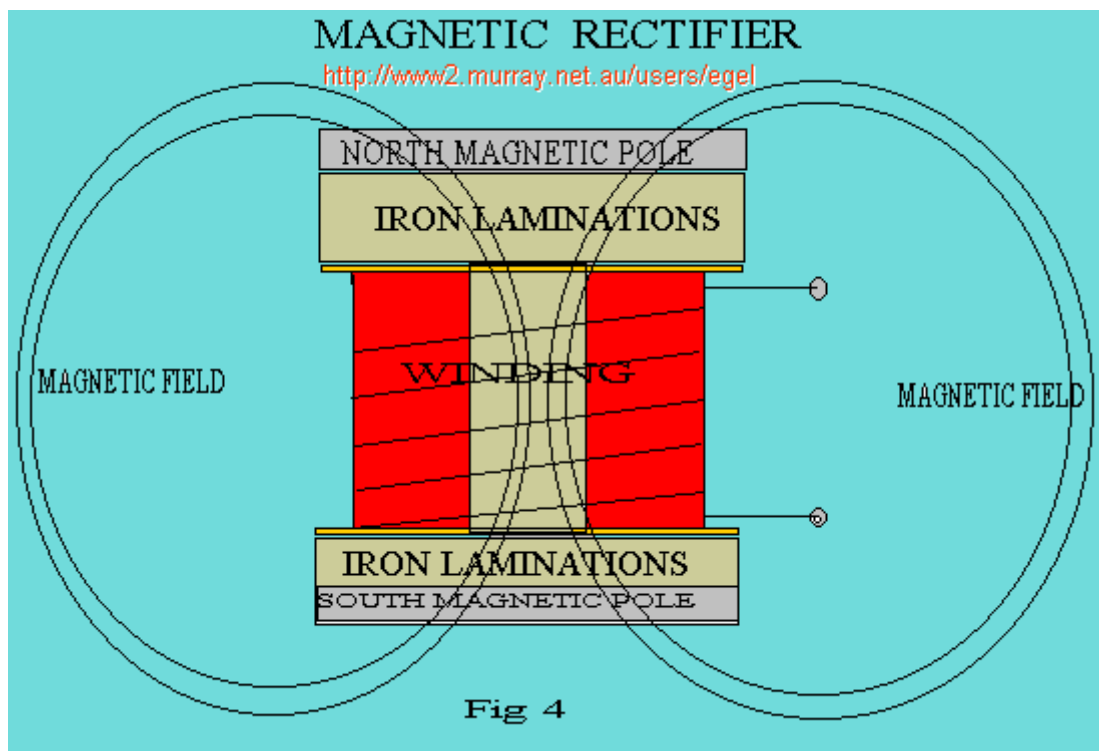 MAGNETIC RECTIFIER
http://www2.murray.net.au/users/egel
NORTH MAGNETIC POLE
IRON LAMINATIONS
WINDING
MAGNETIC FIELD
MAGNETIC FIELD
IRON LAMINATIONS
SOUTH MAGNETIC POLE
Fig 4